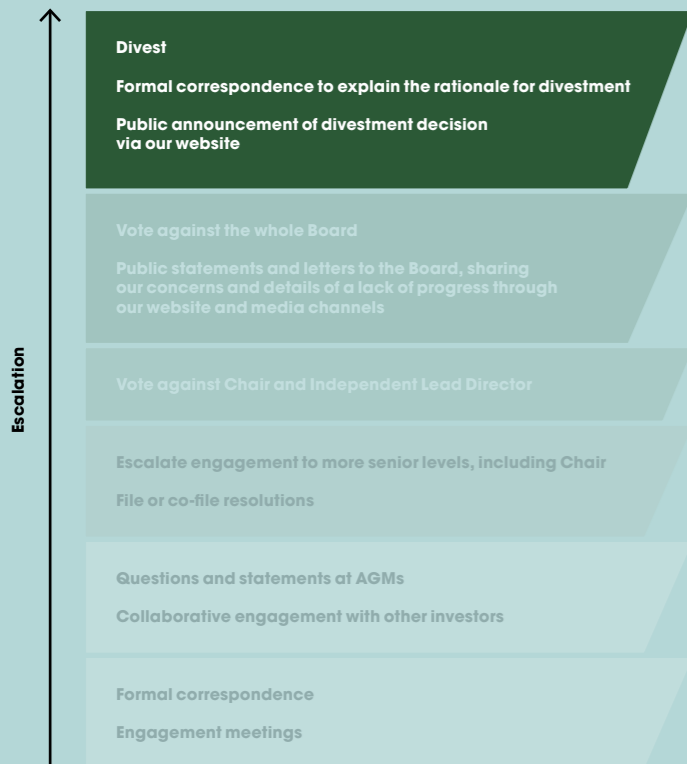 Divest
Formal correspondence to explain the rationale for divestment
Public announcement of divestment decision
via our website
Vote against the whole Board
Public statements and letters to the Board, sharing
our concerns and details of a lack of progress through
our website and media channels
Escalation
Vote against Chair and Independent Lead Director
Escalate engagement to more senior levels, including Chair
File or co-file resolutions
Questions and statements at AGMs
Collaborative engagement with other investors
Formal correspondence
Engagement meetings